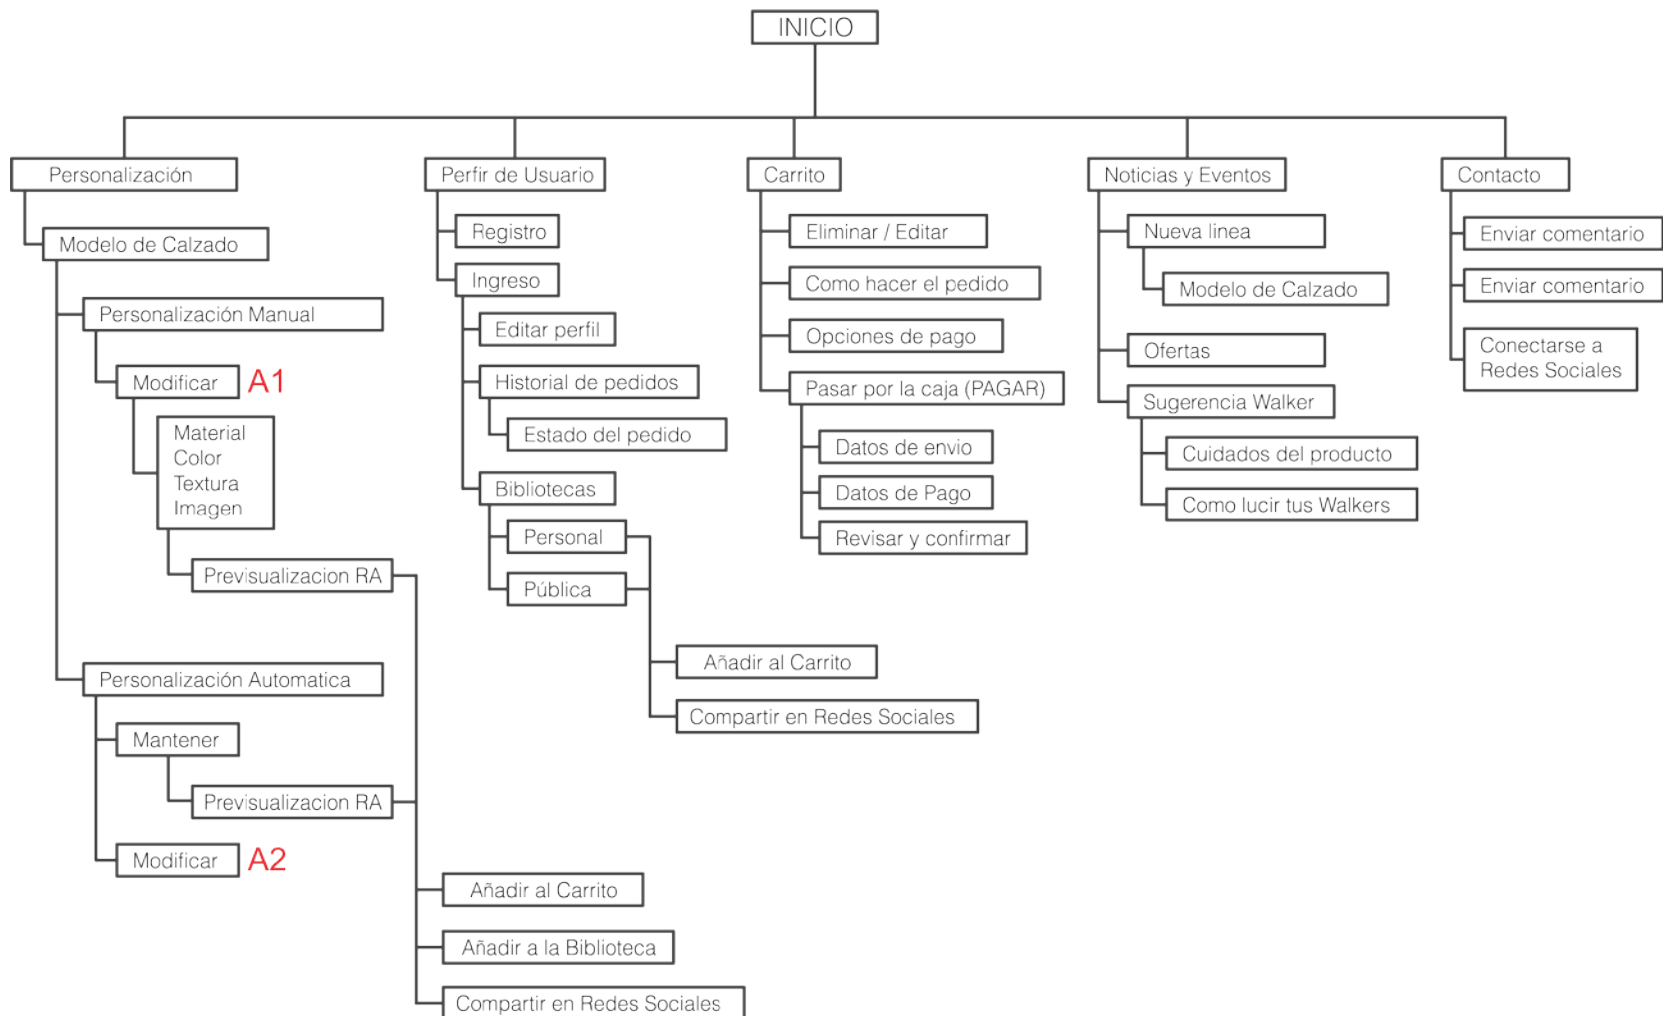 INICIO
Personalización
Modelo de Calzado
Personalización Manual
Modificar A1
Material
Color
Textura
Imagen
Previsualizacion RA
Personalización Automatica
Mantener
Previsualizacion RA
Modificar A2
Añadir al Carrito
Añadir a la Biblioteca
Compartir en Redes Sociales
Perfir de Usuario
Registro
Ingreso
Editar perfil
Historial de pedidos
Estado del pedido
Bibliotecas
Personal
Pública
Añadir al Carrito
Compartir en Redes Sociales
Carrito
Eliminar / Editar
Como hacer el pedido
Opciones de pago
Pasar por la caja (PAGAR)
Datos de envio
Datos de Pago
Revisar y confirmar
Noticias y Eventos
Nueva linea
Modelo de Calzado
Ofertas
Sugerencia Walker
Cuidados del producto
Como lucir tus Walkers
Contacto
Enviar comentario
Enviar comentario
Conectarse a
Redes Sociales